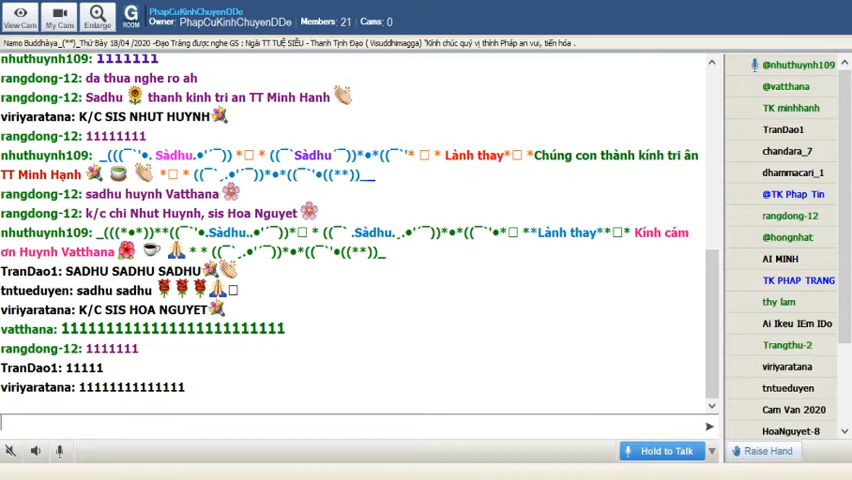 View Cam
My Cam
Enlarge
G
ROOM
PhapCuKinhChuyenDDe
Owner: PhapCuKinhChuyenDDe Members: 21 Cams: 0
Namo Buddhàya_(**)_Thứ Bảy 18/04 /2020 -Đạo Tràng được nghe GS : Ngài TT TUỆ SIÊU - Thanh Tịnh Đạo ( Visuddhimagga) "Kính chúc quý vị thính Pháp an vui, tiến hóa .
nhuthuynh109: 1111111
rangdong-12: da thua nghe ro ah
rangdong-12: Sadhu 🌻 thanh kinh tri an TT Minh Hanh 👏
viriyaratana: K/C SIS NHUT HUYNH💐
rangdong-12: 11111111
nhuthuynh109: _(((¯`'•. Sàdhu.•'´¯)) *□ * ((¯`Sàdhu´¯))*•*((¯`'* □ * Lành thay*□ *Chúng con thành kính tri ân
TT Minh Hạnh 💐 🍵 👏 *□ * ((¯`¸.•'´¯))*•*((¯`'•((**))__
rangdong-12: sadhu huynh Vatthana 🌸
rangdong-12: k/c chi Nhut Huynh, sis Hoa Nguyet 🌸
nhuthuynh109: _(((*•*))**((¯`'•.Sàdhu..•'´¯))*□ * ((¯` .Sàdhu.¸.•'´¯))*•*((¯`'•*□ **Lành thay**□* Kính cám
ơn Huynh Vatthana 🌺 ☕ 🙏 * * ((¯`¸.•'´¯))*•*((¯`'•((**))_
TranDao1: SADHU SADHU SADHU💐👏
tntueduyen: sadhu sadhu 🌹🌹🌹🙏□
viriyaratana: K/C SIS HOA NGUYET💐
vatthana: 11111111111111111111111111
rangdong-12: 1111111
TranDao1: 11111
viriyaratana: 11111111111111
Hold to Talk
@nhuthuynh109
@vatthana
TK minhhanh
TranDao1
chandara_7
dhammacari_1
@TK Phap Tin
rangdong-12
@hongnhat
AI MINH
TK PHAP TRANG
thy lam
Ai Ikeu IEm IDo
Trangthu-2
viriyaratana
tntueduyen
Cam Van 2020
HoaNguyet-8
Raise Hand